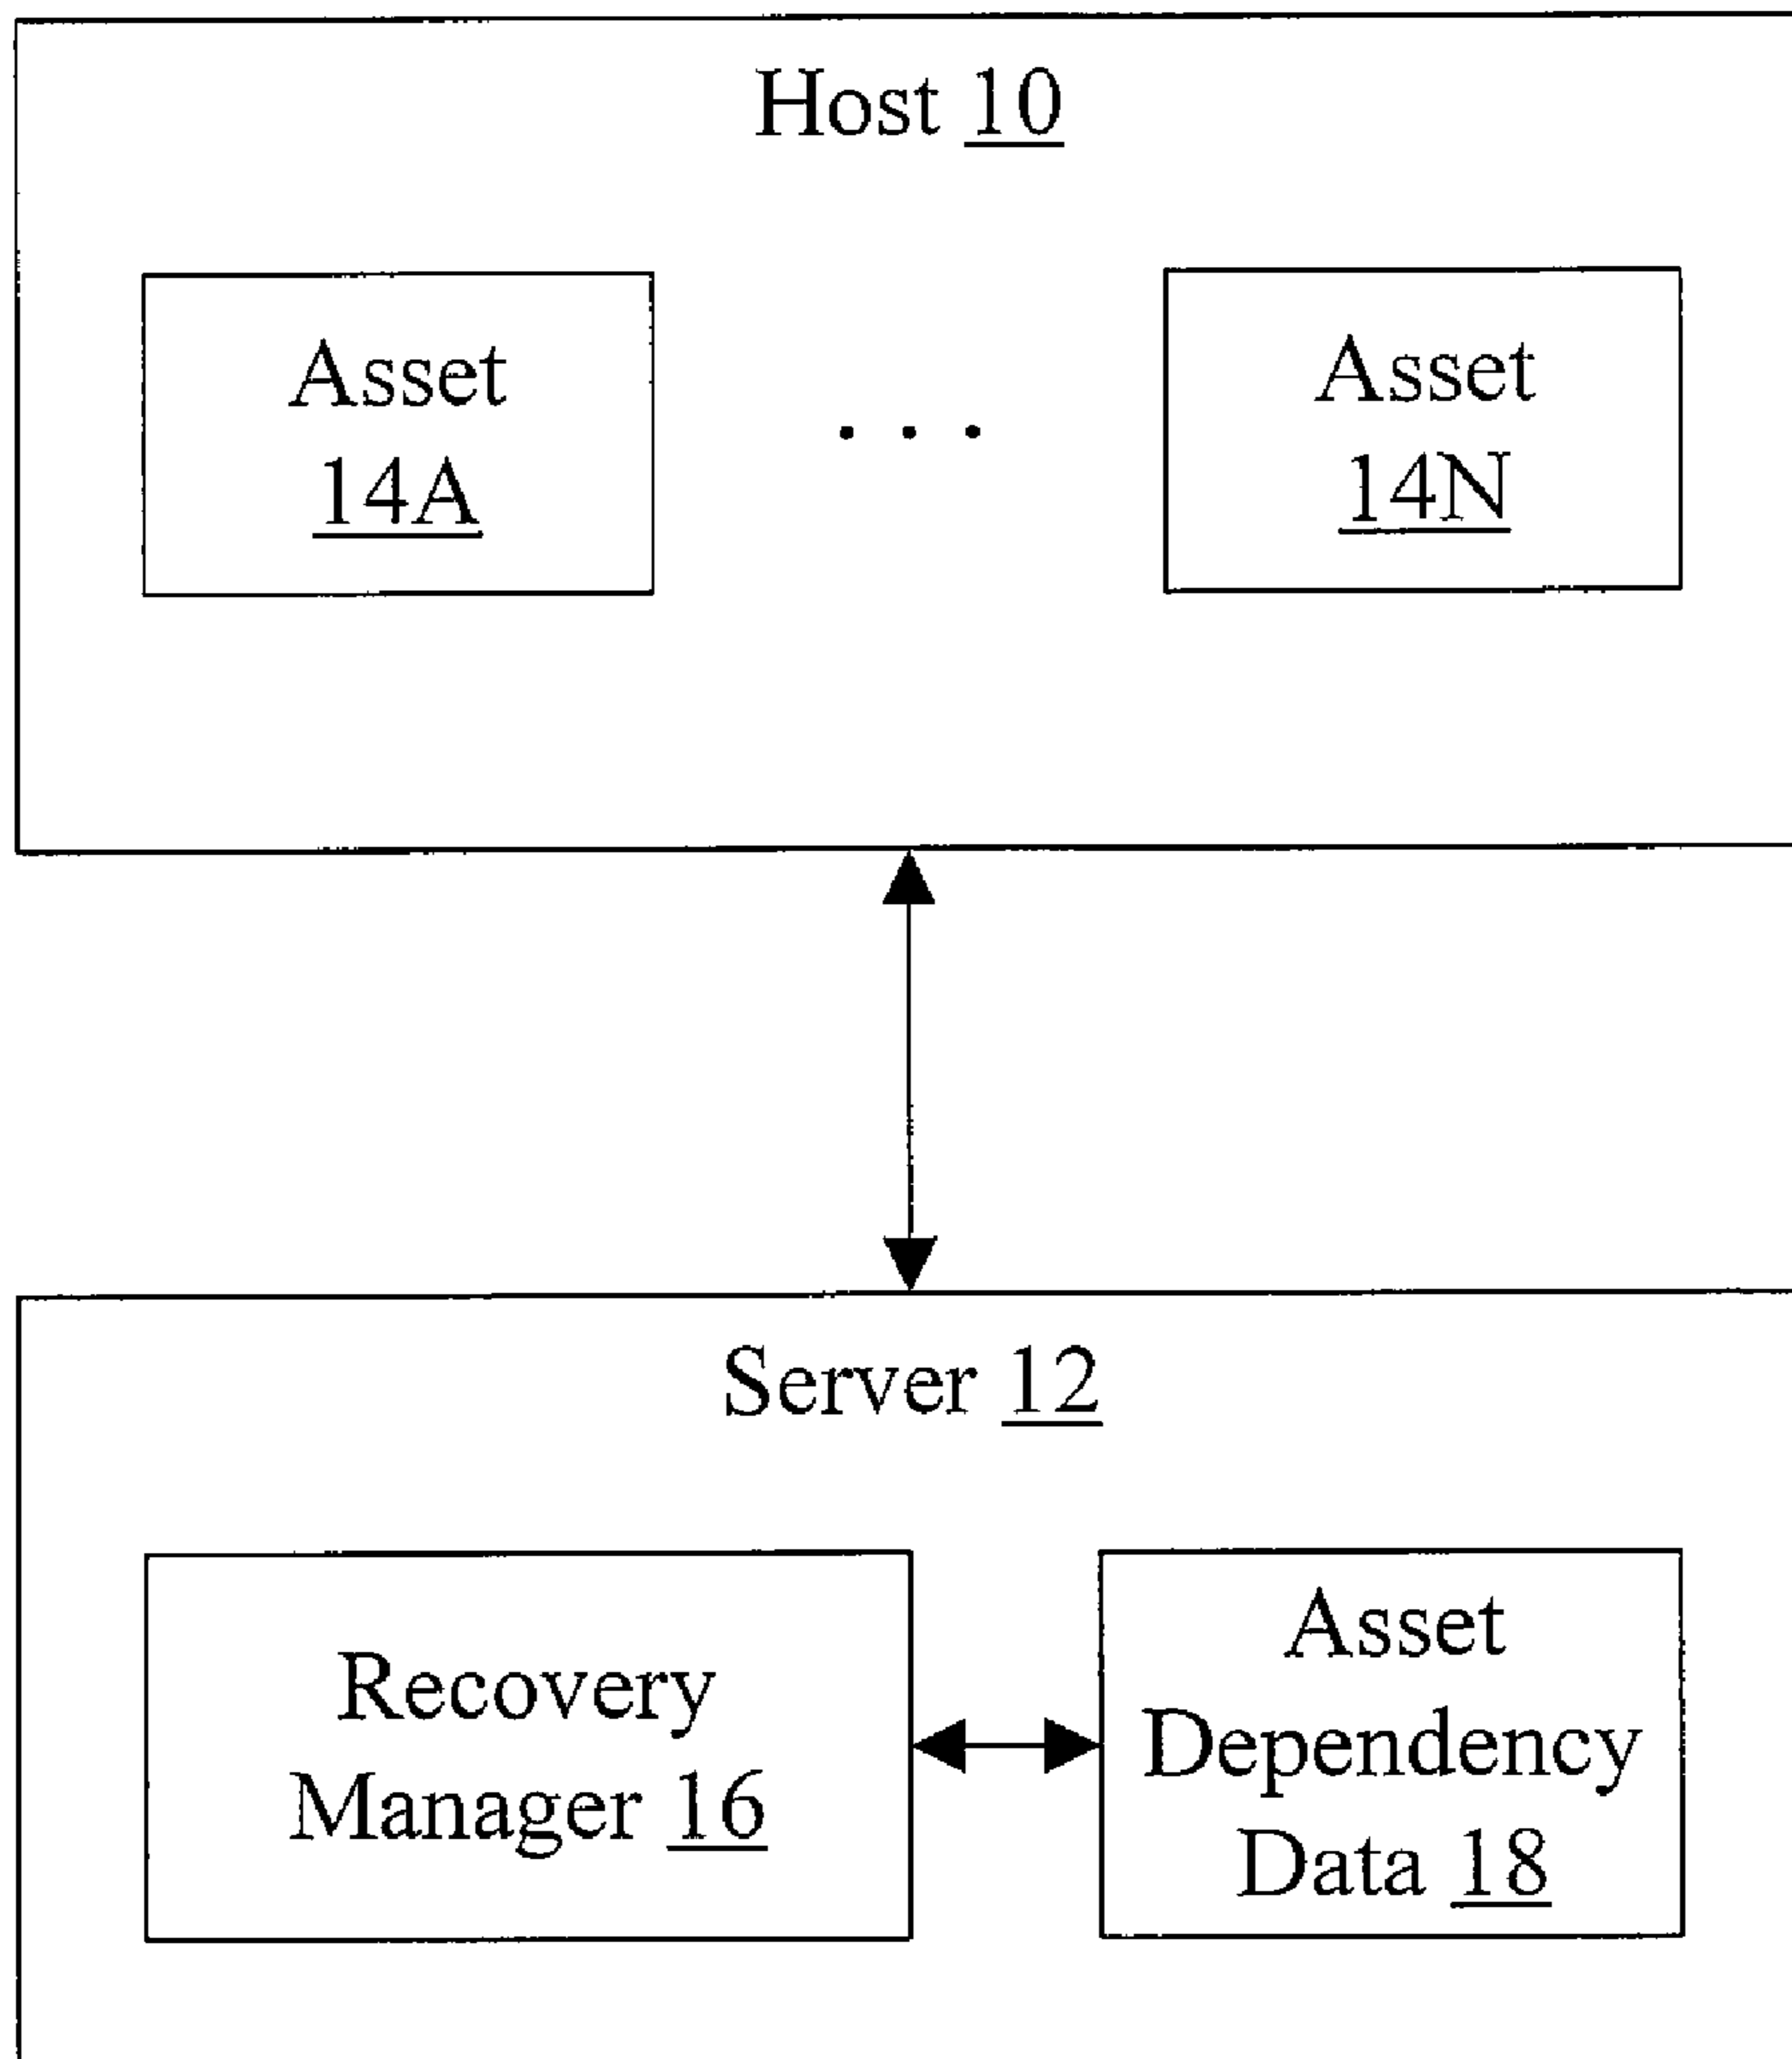 Host 10
Asset
14A
. . .
Asset
14N
Server 12
Recovery
Manager 16
Asset
Dependency
Data 18